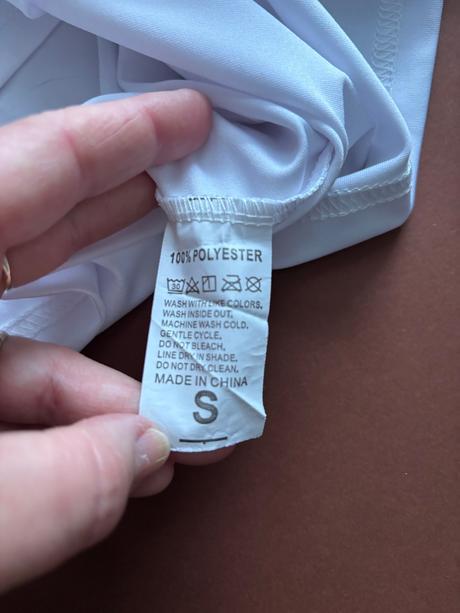 100% POLYESTER
30
WASH WITH LIKE COLORS.
WASH INSIDE OUT.
MACHINE WASH COLD.
GENTLE CYCLE.
DO NOT BLEACH.
LINE DRY IN SHADE.
DO NOT DRY CLEAN.
MADE IN CHINA
S